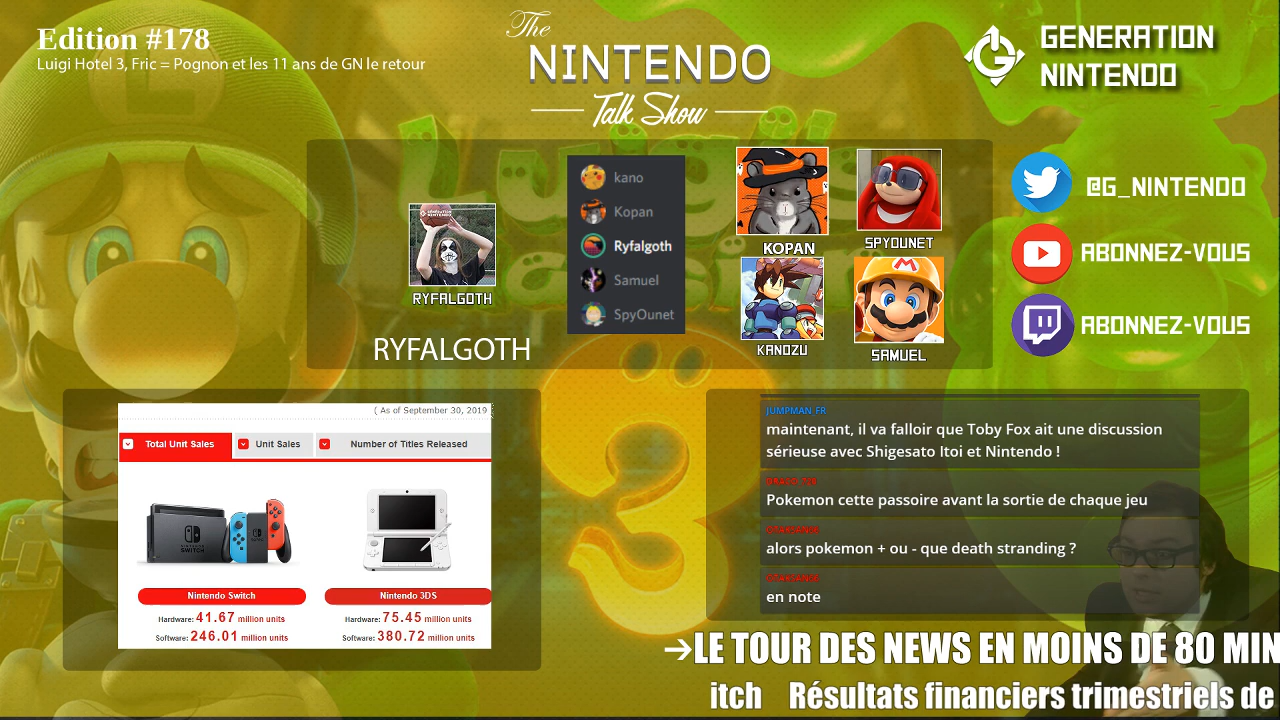 Edition #178
Luigi Hotel 3, Fric = Pognon et les 11 ans de GN le retour
The
NINTENDO
Talk Show
GENERATION
NINTENDO
@G_NINTENDO
ABONNEZ-VOUS
ABONNEZ-VOUS
kano
Kopan
Ryfalgoth
Samuel
SpyOunet
RYFALGOTH
KOPAN
SPYOUNET
KANOZU
SAMUEL
RYFALGOTH
( As of September 30, 2019
Total Unit Sales
Unit Sales
Number of Titles Released
NINTENDO
SWITCH
Nintendo Switch
Hardware: 41.67 million units
Software: 246.01 million units
Nintendo 3DS
Hardware: 75.45 million units
Software: 380.72 million units
JUMPMAN_FR
maintenant, il va falloir que Toby Fox ait une discussion
sérieuse avec Shigesato Itoi et Nintendo !
Pokemon cette passoire avant la sortie de chaque jeu
alors pokemon + ou - que death stranding ?
en note
→LE TOUR DES NEWS EN MOINS DE 80 MIN
itch Résultats financiers trimestriels de